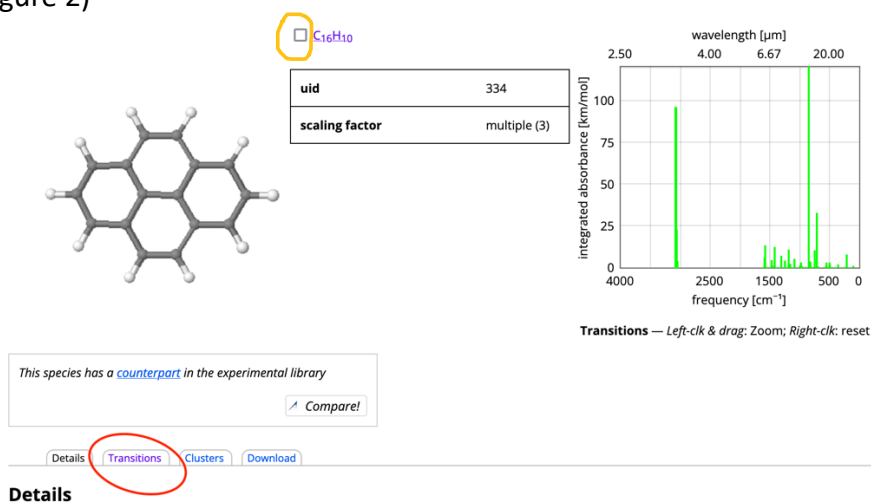 gure 2)
C₁₆H₁₀
uid 334
scaling factor multiple (3)
wavelength [μm]
2.50 4.00 6.67 20.00
integrated absorbance [km/mol]
100
75
50
25
0
4000 2500 1500 500 0
frequency [cm⁻¹]
Transitions — Left-clk & drag: Zoom; Right-clk: reset
This species has a counterpart in the experimental library
Compare!
Details Transitions Clusters Download
Details